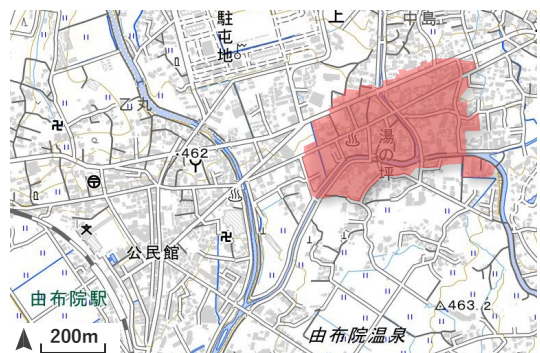 駐屯地
上
中島
乙丸
湯の坪
・462
公民館
由布院駅
△463.2
由布院温泉
200m